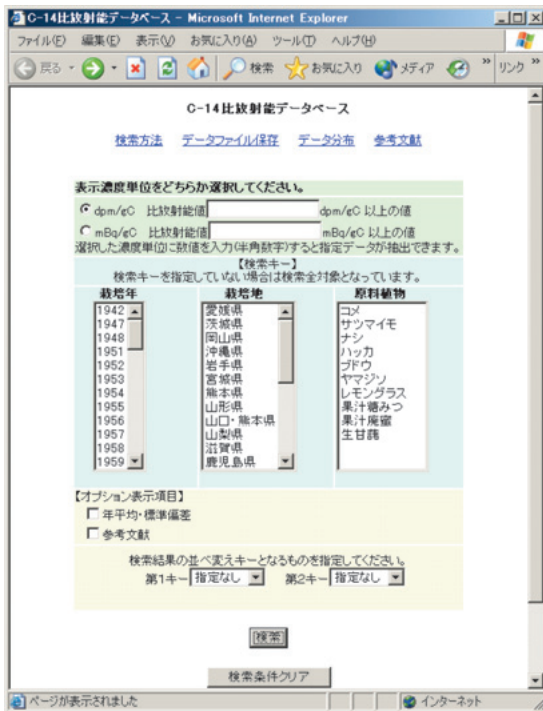 C-14比放射能データベース - Microsoft Internet Explorer
ファイル(F) 編集(E) 表示(V) お気に入り(A) ツール(T) ヘルプ(H)
戻る 検索 お気に入り メディア リンク
C-14比放射能データベース
検索方法 データファイル保存 データ分布 参考文献
表示濃度単位をどちらか選択してください。
dpm/gC 比放射能値 dpm/gC 以上の値
mBq/gC 比放射能値 mBq/gC 以上の値
選択した濃度単位に数値を入力(半角数字)すると指定データが抽出できます。
【検索キー】
検索キーを指定していない場合は検索全対象となっています。
栽培年 栽培地 原料植物
1942 愛媛県 コメ
1947 茨城県 サツマイモ
1948 岡山県 ナシ
1951 沖縄県 ハッカ
1952 岩手県 ブドウ
1953 宮城県 ヤマジソ
1954 熊本県 レモングラス
1955 山形県 果汁糖みつ
1956 山口・熊本県 果汁廃蜜
1957 山梨県 生甘藷
1958 滋賀県
1959 鹿児島県
【オプション表示項目】
年平均・標準偏差
参考文献
検索結果の並べ変えキーとなるものを指定してください。
第1キー 指定なし 第2キー 指定なし
検索
検索条件クリア
ページが表示されました インターネット